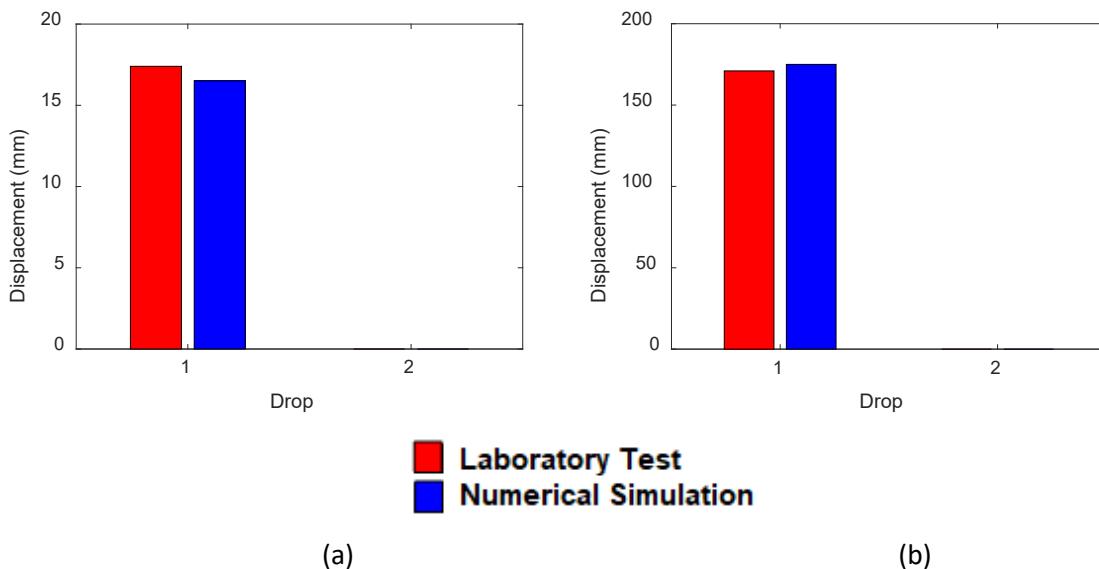 20
15
10
5
0
Displacement (mm)
1 2
Drop
200
150
100
50
0
Displacement (mm)
1 2
Drop
Laboratory Test
Numerical Simulation
(a) (b)